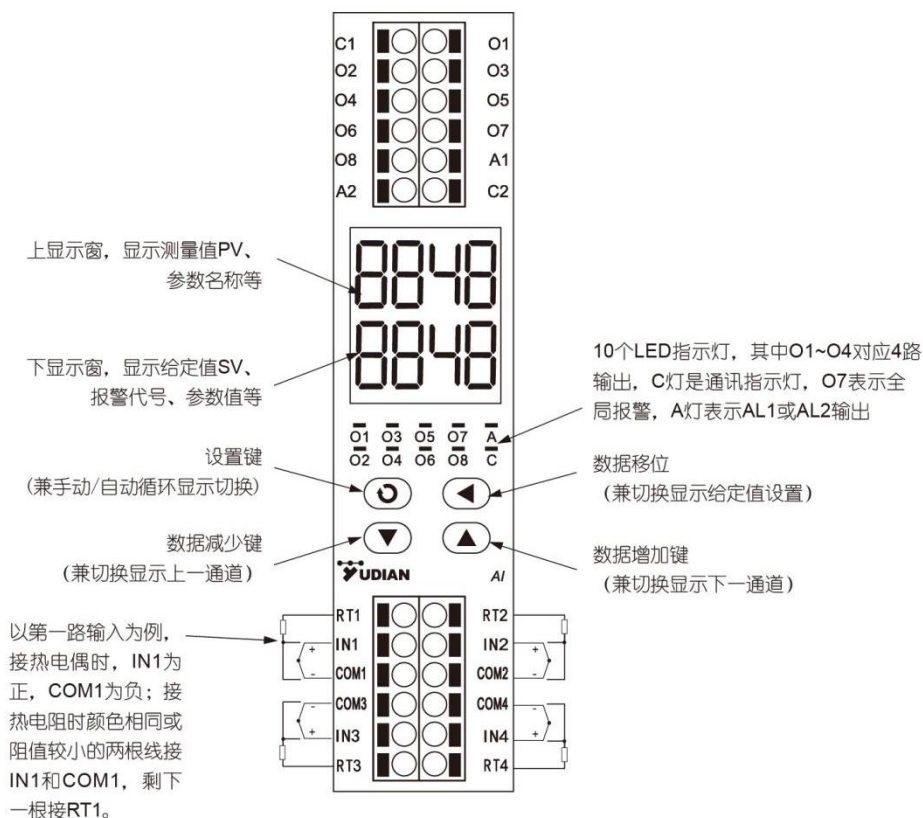 C1 O1
O2 O3
O4 O5
O6 O7
O8 A1
A2 C2
8848
8848
上显示窗，显示测量值PV、
参数名称等
下显示窗，显示给定值SV、
报警代号、参数值等
10个LED指示灯，其中O1~O4对应4路
输出，C灯是通讯指示灯，O7表示全
局报警，A灯表示AL1或AL2输出
O1 O3 O5 O7 A
O2 O4 O6 O8 C
设置键
(兼手动/自动循环显示切换)
数据移位
（兼切换显示给定值设置）
数据减少键
（兼切换显示上一通道）
数据增加键
（兼切换显示下一通道）
YUDIAN AI
以第一路输入为例，
接热电偶时，IN1为
正，COM1为负；接
热电阻时颜色相同或
阻值较小的两根线接
IN1和COM1，剩下
一根接RT1。
RT1 RT2
+ IN1 IN2 +
- COM1 COM2 -
- COM3 COM4 -
+ IN3 IN4 +
RT3 RT4